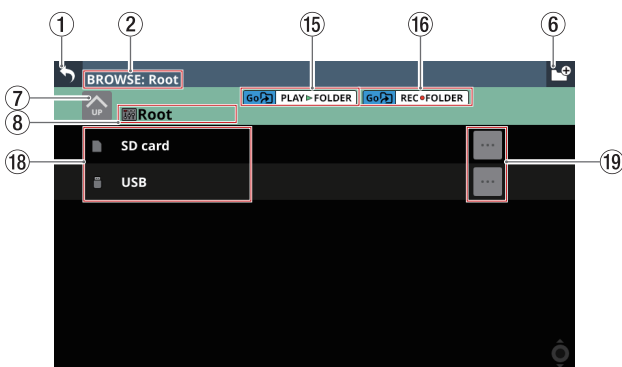 ① ② ⑮ ⑯ ⑥
BROWSE: Root
⑦ UP Go PLAY▷FOLDER Go REC●FOLDER
⑧ Root
⑱ SD card ... ⑲
USB ...